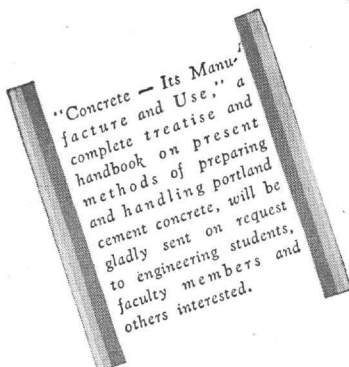 "Concrete — Its Manu-
facture and Use," a
complete treatise and
handbook on present
methods of preparing
and handling portland
cement concrete, will be
gladly sent on request
to engineering students,
faculty members and
others interested.